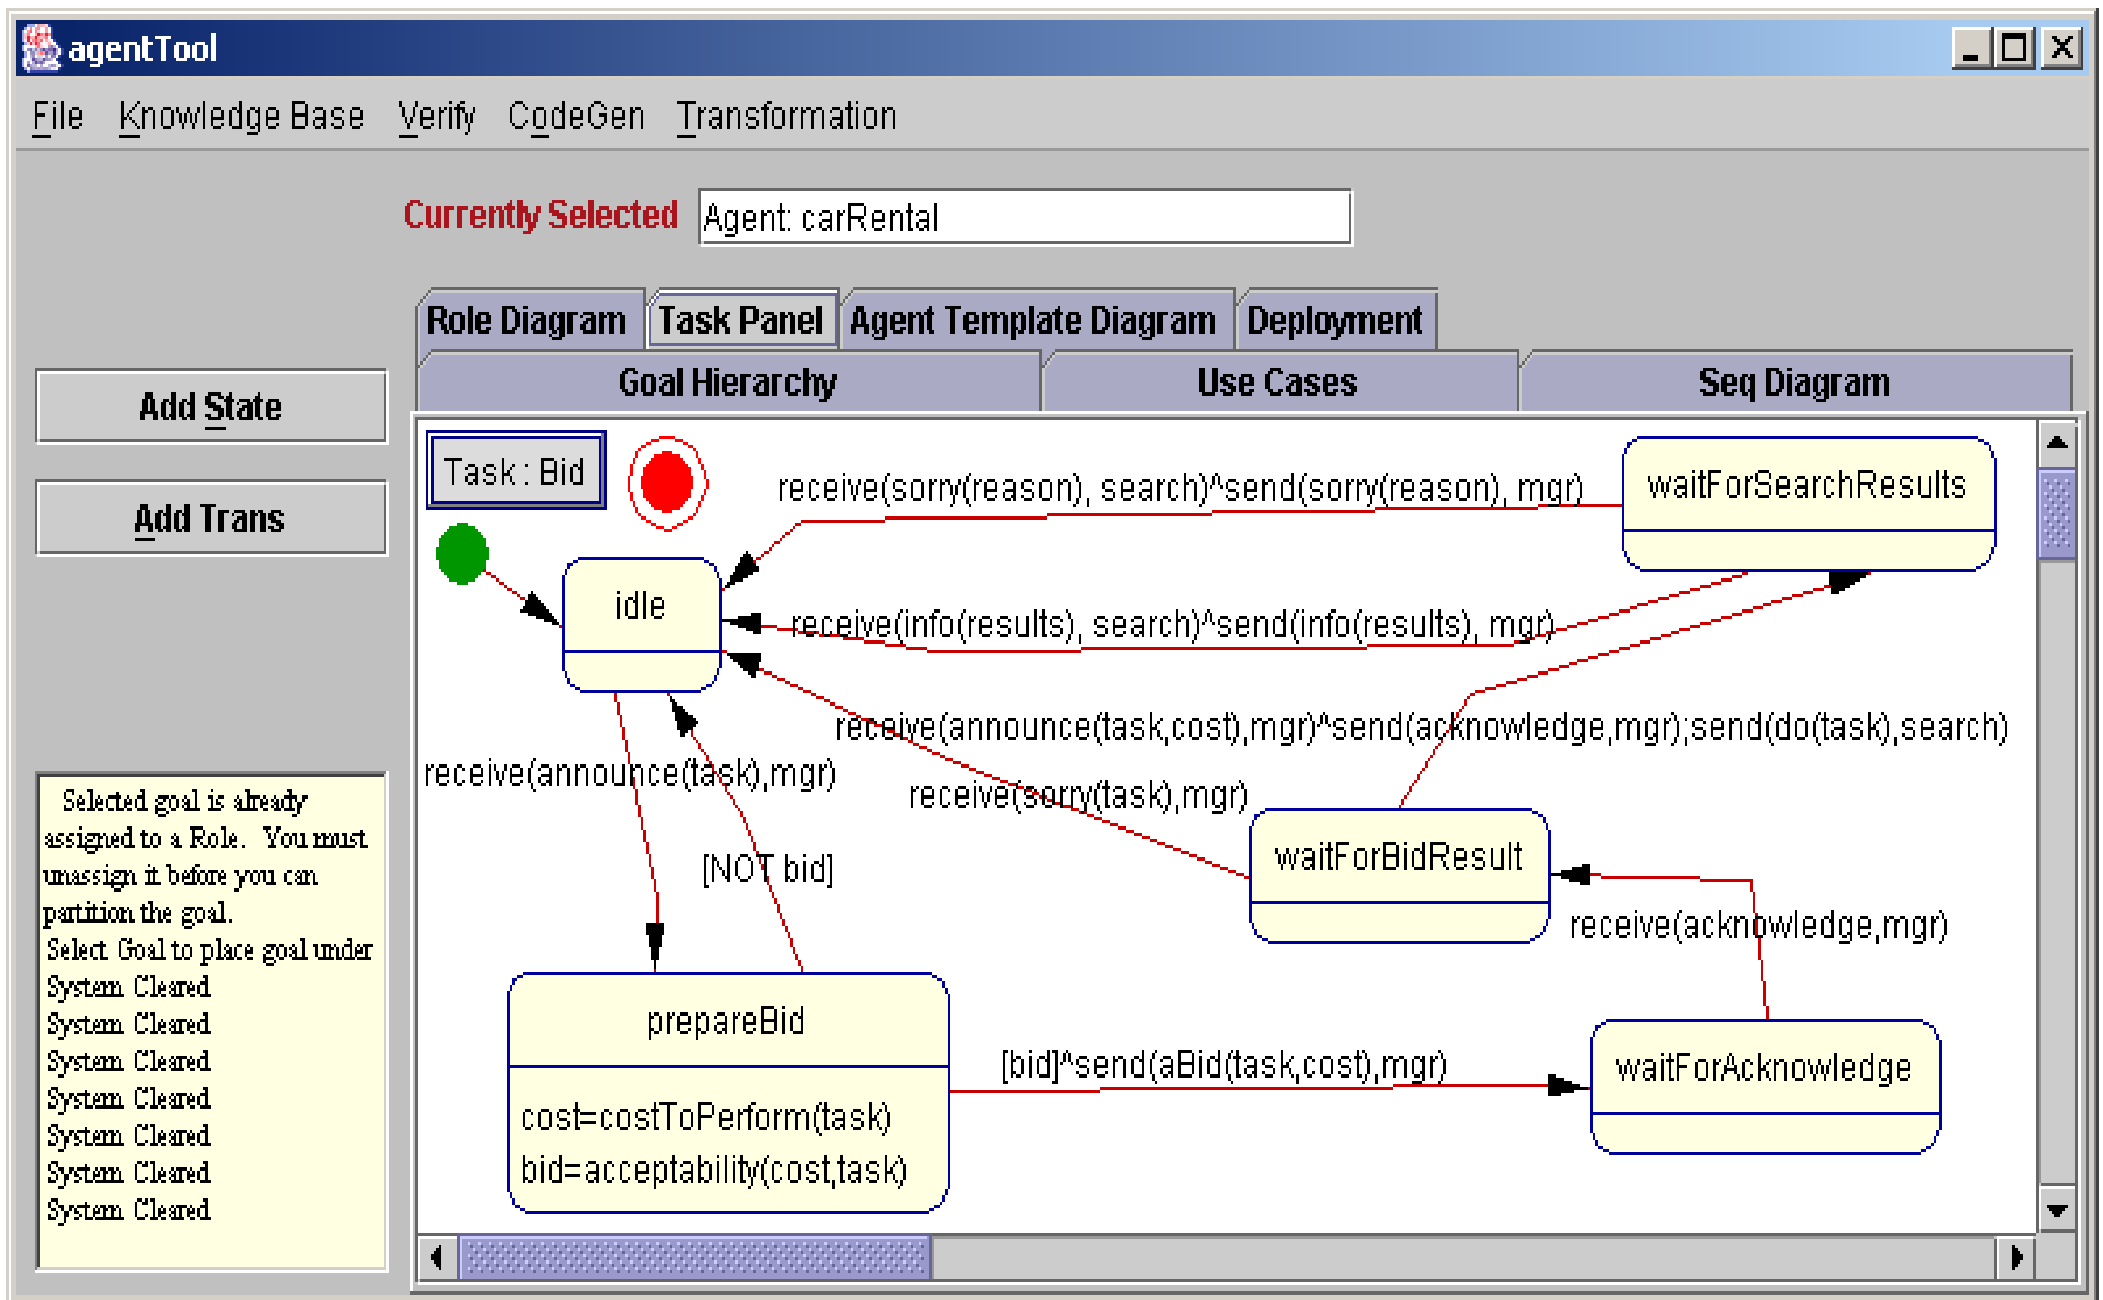 agentTool
File Knowledge Base Verify CodeGen Transformation
Currently Selected Agent: carRental
Role Diagram Task Panel Agent Template Diagram Deployment
Goal Hierarchy Use Cases Seq Diagram
Add State
Add Trans
Selected goal is already
assigned to a Role. You must
unassign it before you can
partition the goal.
Select Goal to place goal under
System Cleared
System Cleared
System Cleared
System Cleared
System Cleared
System Cleared
System Cleared
Task : Bid
receive(sorry(reason), search)^send(sorry(reason), mgr)
waitForSearchResults
idle
receive(info(results), search)^send(info(results), mgr)
receive(announce(task,cost),mgr)^send(acknowledge,mgr);send(do(task),search)
receive(announce(task),mgr)
receive(sorry(task),mgr)
[NOT bid]
waitForBidResult
receive(acknowledge,mgr)
prepareBid
cost=costToPerform(task)
bid=acceptability(cost,task)
[bid]^send(aBid(task,cost),mgr)
waitForAcknowledge